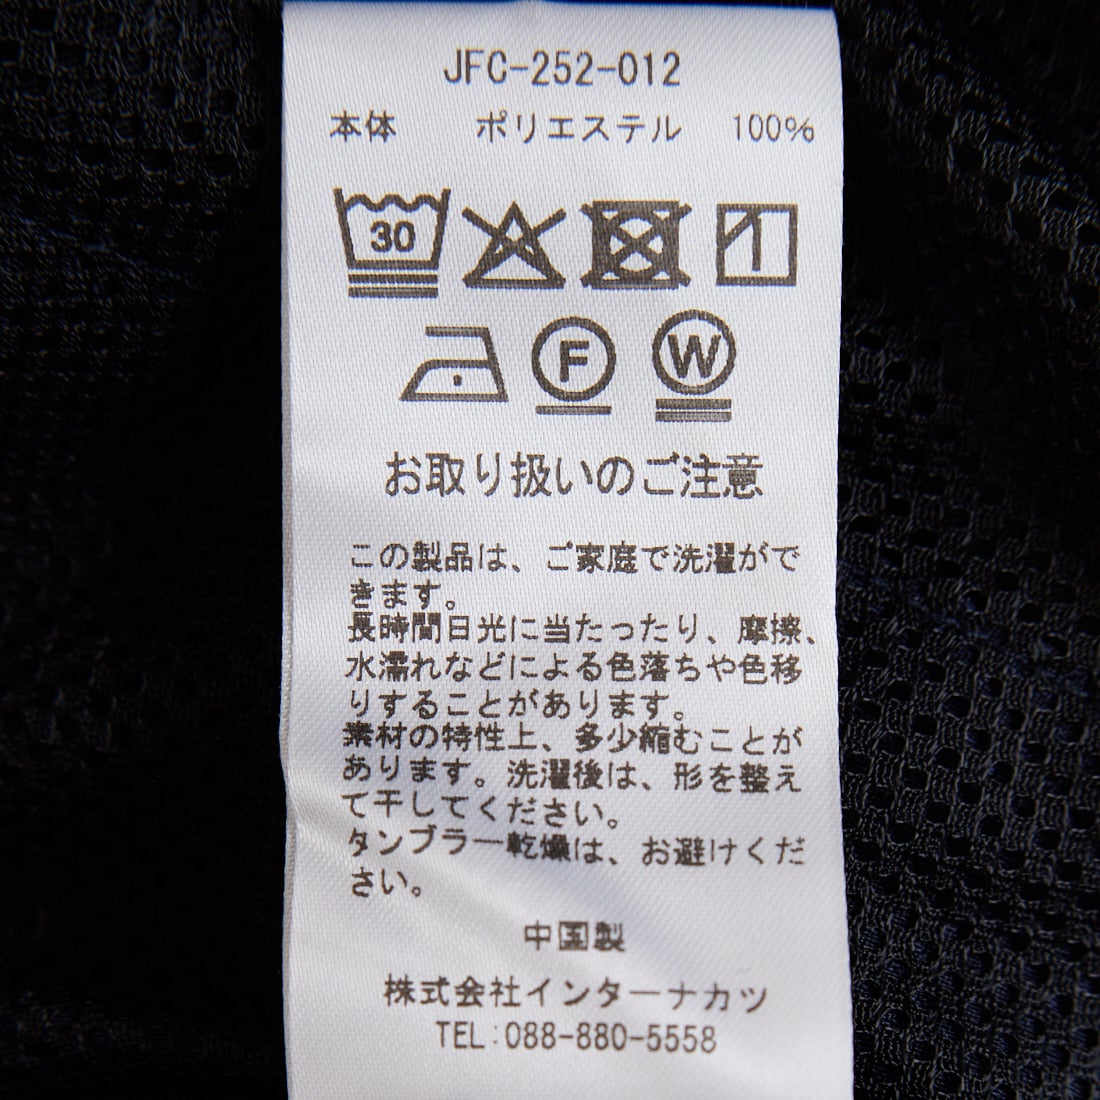 JFC-252-012
本体 ポリエステル 100%
30
F W
お取り扱いのご注意
この製品は、ご家庭で洗濯がで
きます。
長時間日光に当たったり、摩擦、
水濡れなどによる色落ちや色移
りすることがあります。
素材の特性上、多少縮むことが
あります。洗濯後は、形を整え
て干してください。
タンブラー乾燥は、お避けくだ
さい。
中国製
株式会社インターナカツ
TEL:088-880-5558